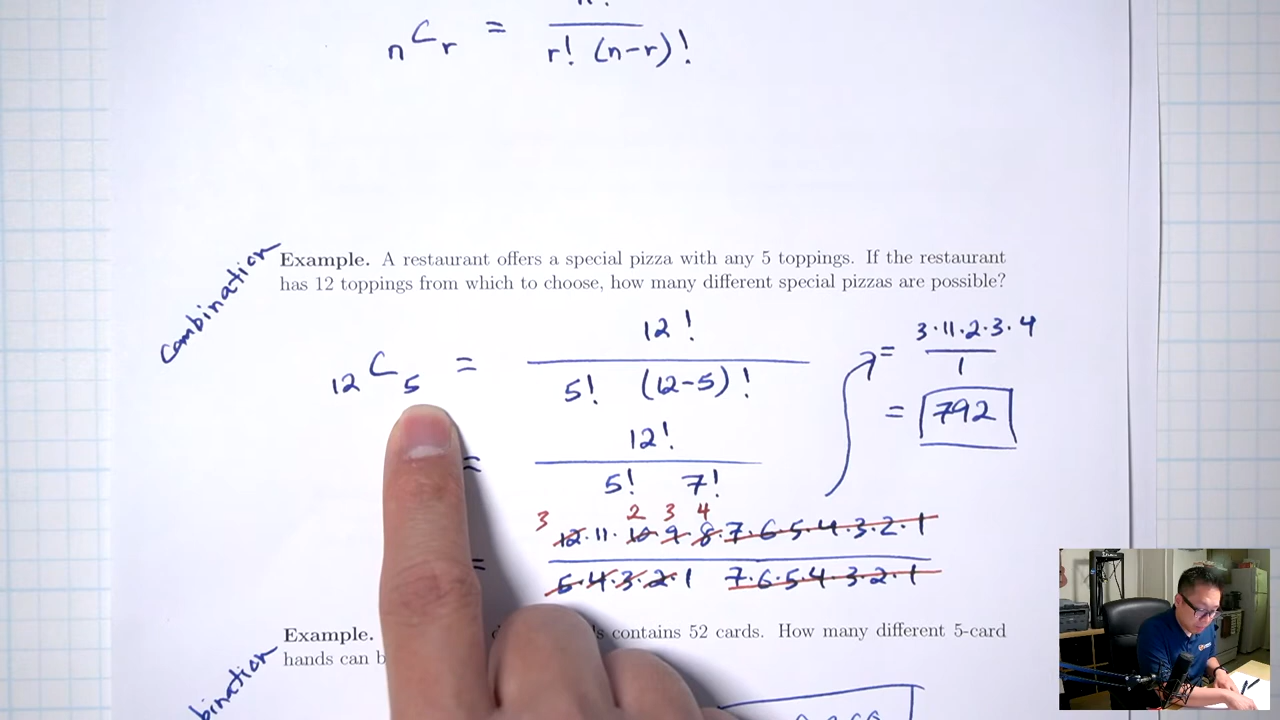 nCr = n! / r! (n-r)!
Combination
Example. A restaurant offers a special pizza with any 5 toppings. If the restaurant
has 12 toppings from which to choose, how many different special pizzas are possible?
12C5 = 12! / 5! (12-5)!
= 12! / 5! 7!
3 2 3 4
= 12·11·10·9·8·7·6·5·4·3·2·1 / 5·4·3·2·1 7·6·5·4·3·2·1
= 3·11·2·3·4 / 1
= 792
Example. contains 52 cards. How many different 5-card
hands can b
bination